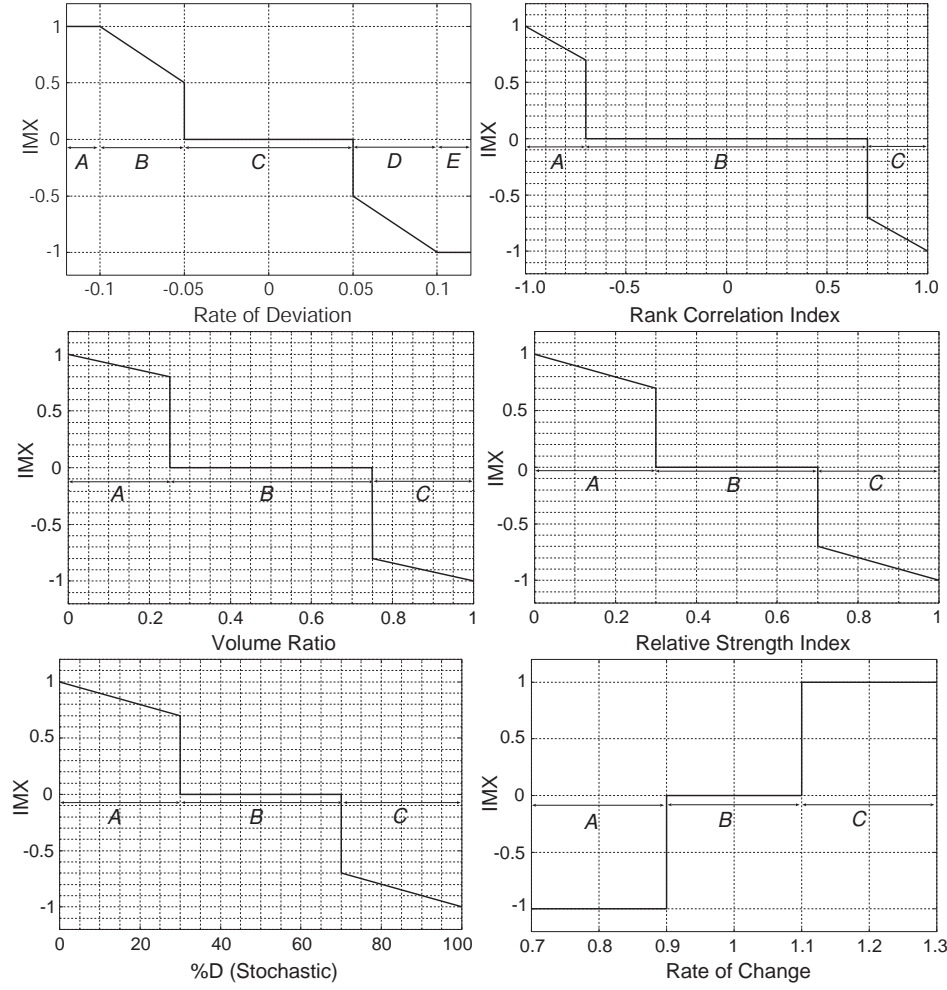 1
0.5
0
-0.5
-1
IMX
A
B
C
D
E
-0.1
-0.05
0
0.05
0.1
Rate of Deviation
1
0.5
0
-0.5
-1
IMX
A
B
C
-1.0
-0.5
0
0.5
1.0
Rank Correlation Index
1
0.5
0
-0.5
-1
IMX
A
B
C
0
0.2
0.4
0.6
0.8
1
Volume Ratio
1
0.5
0
-0.5
-1
IMX
A
B
C
0
0.2
0.4
0.6
0.8
1
Relative Strength Index
1
0.5
0
-0.5
-1
IMX
A
B
C
0
20
40
60
80
100
%D (Stochastic)
1
0.5
0
-0.5
-1
IMX
A
B
C
0.7
0.8
0.9
1
1.1
1.2
1.3
Rate of Change